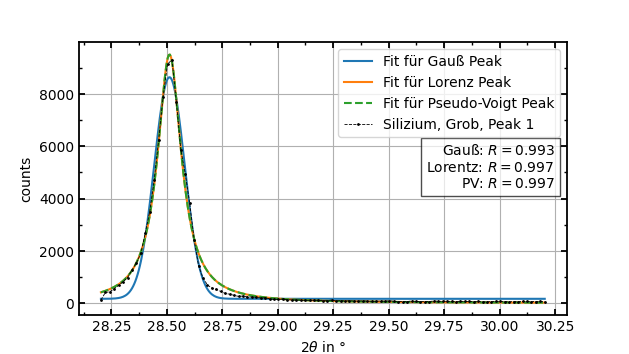 Fit für Gauß Peak
Fit für Lorenz Peak
Fit für Pseudo-Voigt Peak
Silizium, Grob, Peak 1
Gauß: R = 0.993
Lorentz: R = 0.997
PV: R = 0.997
counts
8000
6000
4000
2000
0
28.25 28.50 28.75 29.00 29.25 29.50 29.75 30.00 30.25
2θ in °